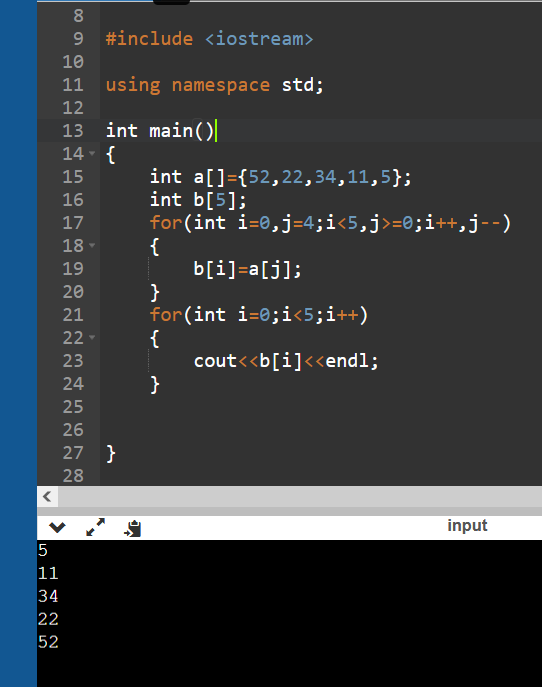 8
9 #include <iostream>
10
11 using namespace std;
12
13 int main()
14 {
15 int a[]={52,22,34,11,5};
16 int b[5];
17 for(int i=0,j=4;i<5,j>=0;i++,j--)
18 {
19 b[i]=a[j];
20 }
21 for(int i=0;i<5;i++)
22 {
23 cout<<b[i]<<endl;
24 }
25
26
27 }
28
input
5
11
34
22
52